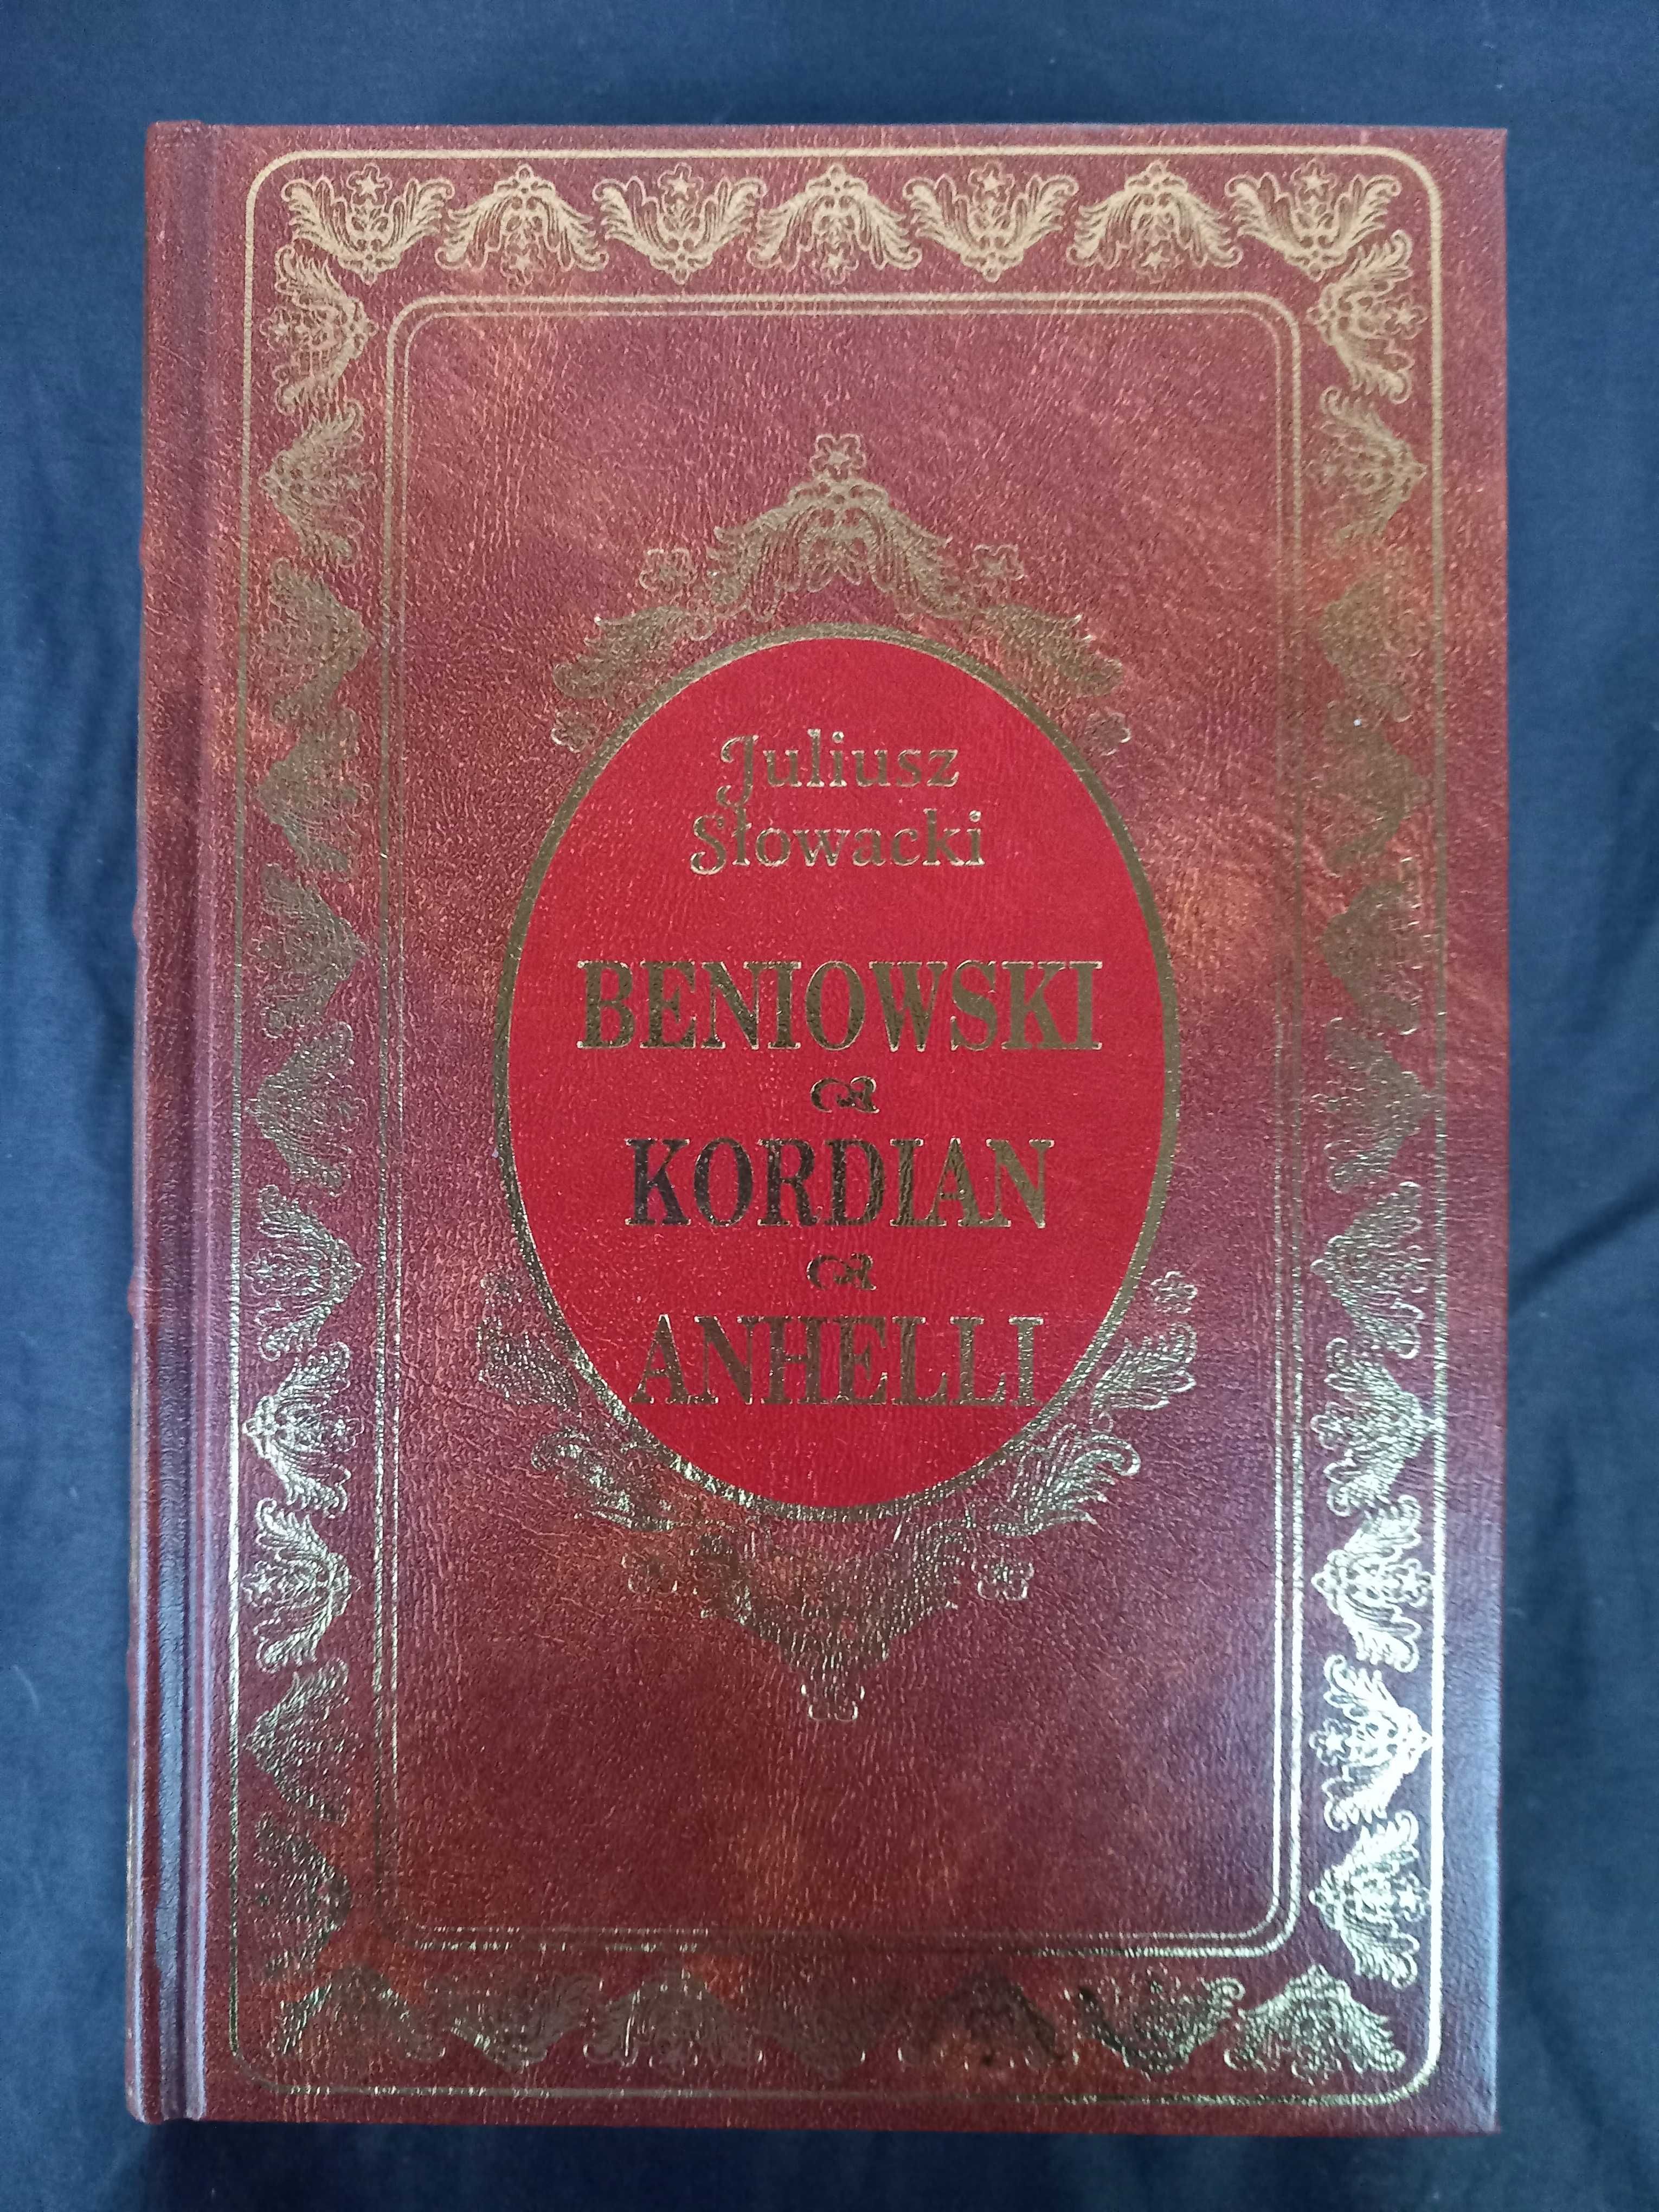 Juliusz
Słowacki
BENIOWSKI
KORDIAN
ANHELLI